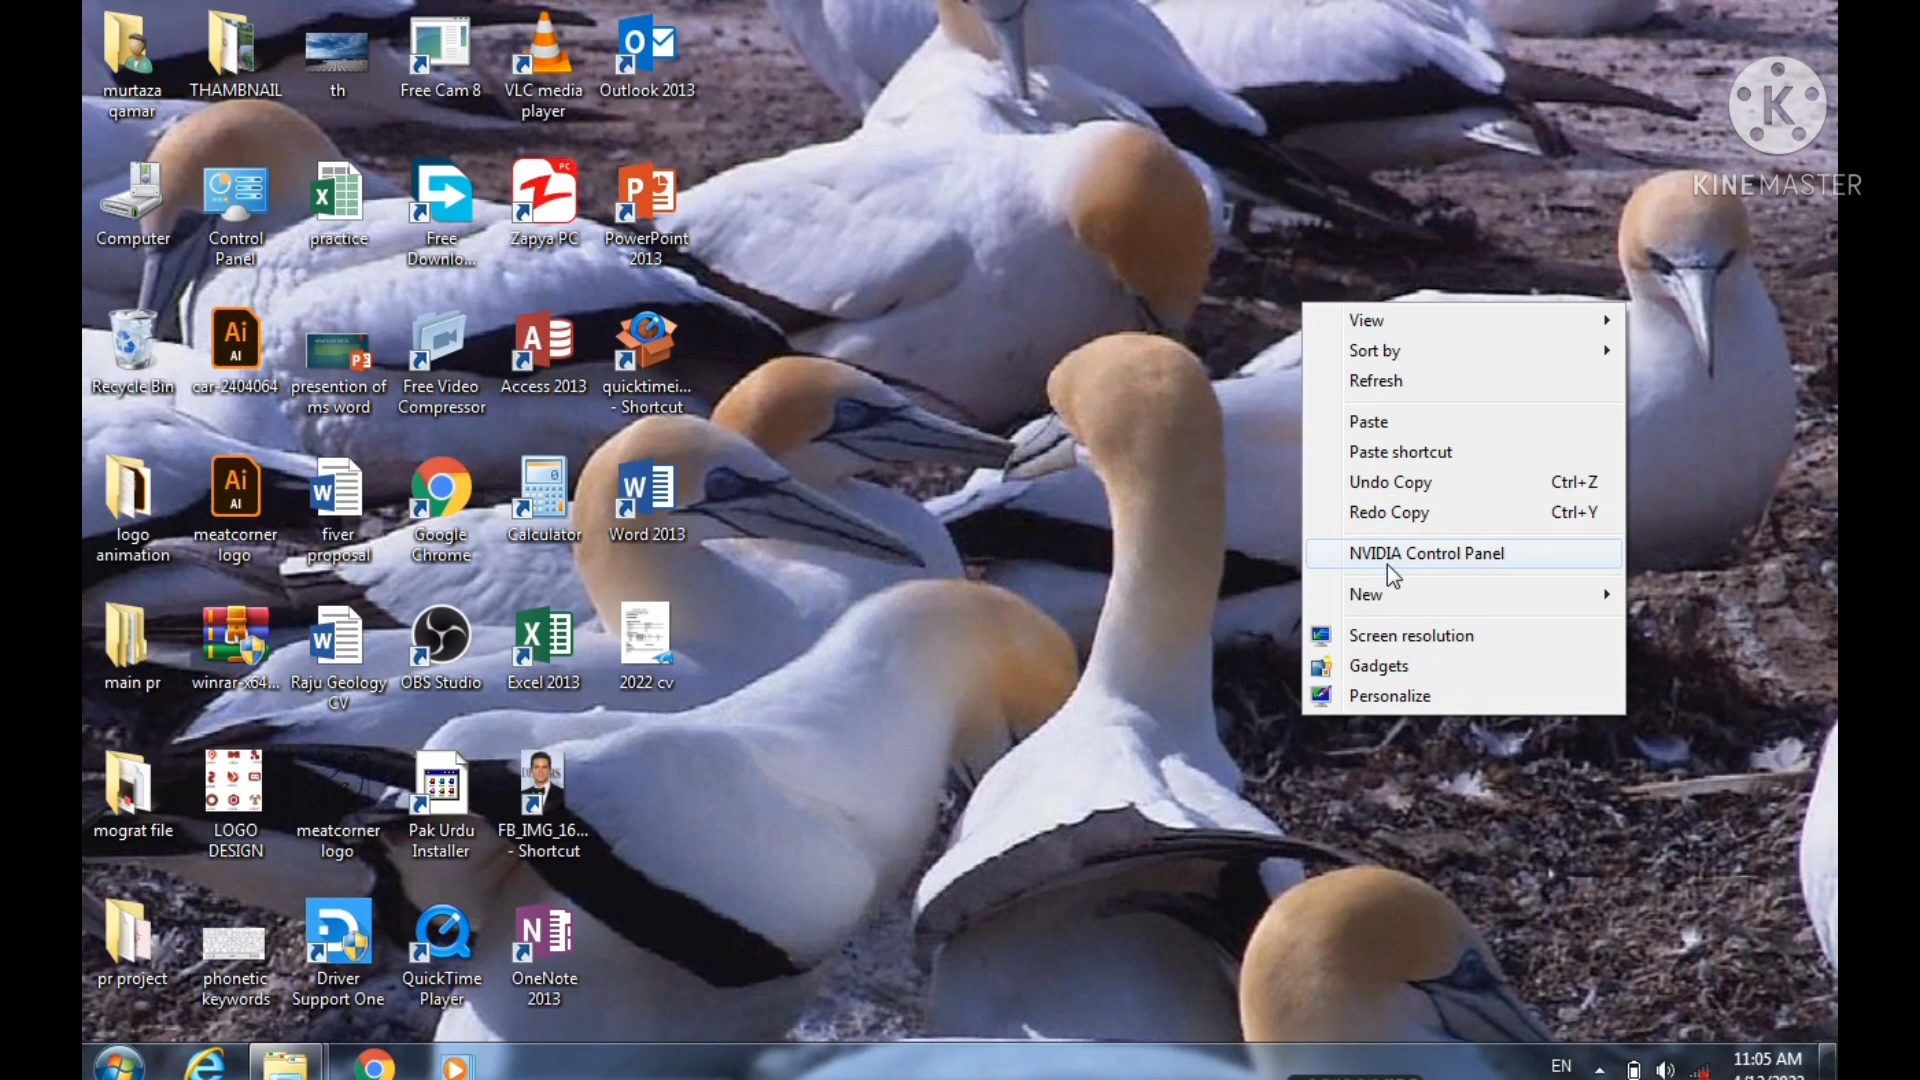 murtaza
qamar
THAMBNAIL
th
Free Cam 8
VLC media
player
Outlook 2013
Computer
Control
Panel
practice
Free
Downlo...
Zapya PC
PowerPoint
2013
Recycle Bin
car-2404064
presention of
ms word
Free Video
Compressor
Access 2013
quicktimei...
- Shortcut
logo
animation
meatcorner
logo
fiver
proposal
Google
Chrome
Calculator
Word 2013
main pr
winrar-x64...
Raju Geology
CV
OBS Studio
Excel 2013
2022 cv
mograt file
LOGO
DESIGN
meatcorner
logo
Pak Urdu
Installer
FB_IMG_16...
- Shortcut
pr project
phonetic
keywords
Driver
Support One
QuickTime
Player
OneNote
2013
View
Sort by
Refresh
Paste
Paste shortcut
Undo Copy Ctrl+Z
Redo Copy Ctrl+Y
NVIDIA Control Panel
New
Screen resolution
Gadgets
Personalize
K
KINEMASTER
EN
11:05 AM